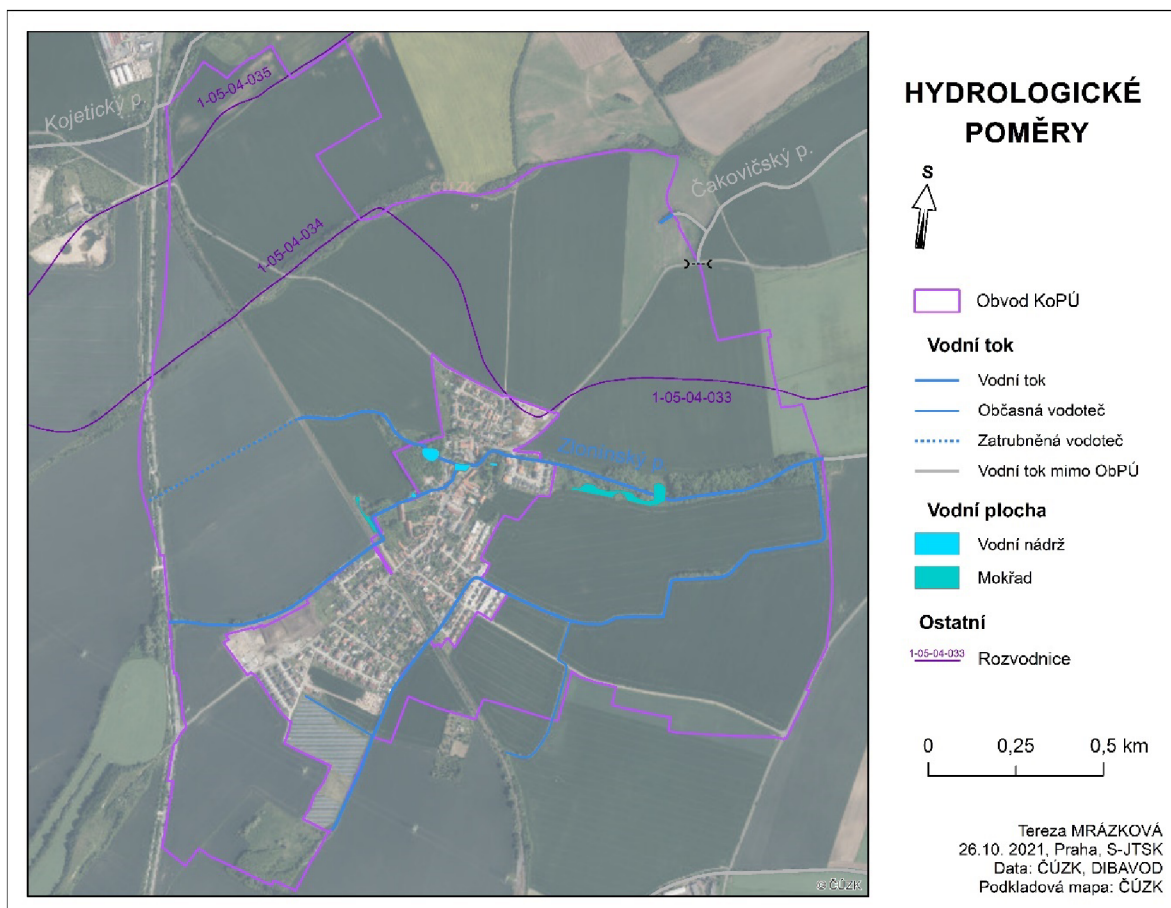 HYDROLOGICKÉ
POMĚRY
S
Obvod KoPÚ
Vodní tok
Vodní tok
Občasná vodoteč
Zatrubněná vodoteč
Vodní tok mimo ObPÚ
Vodní plocha
Vodní nádrž
Mokřad
Ostatní
1-05-04-033 Rozvodnice
0 0,25 0,5 km
Tereza MRÁZKOVÁ
26.10. 2021, Praha, S-JTSK
Data: ČÚZK, DIBAVOD
Podkladová mapa: ČÚZK
Kojetický p.
1-05-04-035
Čakovičský p.
1-05-04-034
1-05-04-033
Zlonínský p.
© ČÚZK